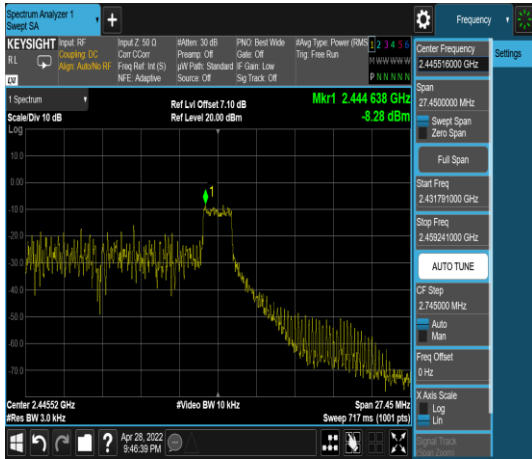 Spectrum Analyzer 1
Swept SA
+
Frequency
KEYSIGHT
RL
LXI
Input: RF
Coupling: DC
Align: Auto/No RF
Input Z: 50 Ω
Corr CCorr
Freq Ref: Int (S)
NFE: Adaptive
#Atten: 30 dB
Preamp: Off
µW Path: Standard
Source: Off
PNO: Best Wide
Gate: Off
IF Gain: Low
Sig Track: Off
#Avg Type: Power (RMS
Trig: Free Run
1 2 3 4 5 6
M W W W W W
P N N N N N
1 Spectrum
Scale/Div 10 dB
Log
Ref Lvl Offset 7.10 dB
Ref Level 20.00 dBm
Mkr1 2.444 638 GHz
-8.28 dBm
1
10.0
0.00
-10.0
-20.0
-30.0
-40.0
-50.0
-60.0
-70.0
Center 2.44552 GHz
#Res BW 3.0 kHz
#Video BW 10 kHz
Span 27.45 MHz
Sweep 717 ms (1001 pts)
Center Frequency
2.445516000 GHz
Settings
Span
27.4500000 MHz
Swept Span
Zero Span
Full Span
Start Freq
2.431791000 GHz
Stop Freq
2.459241000 GHz
AUTO TUNE
CF Step
2.745000 MHz
Auto
Man
Freq Offset
0 Hz
X Axis Scale
Log
Lin
Signal Track
(Span Zoom)
?
Apr 28, 2022
9:46:39 PM